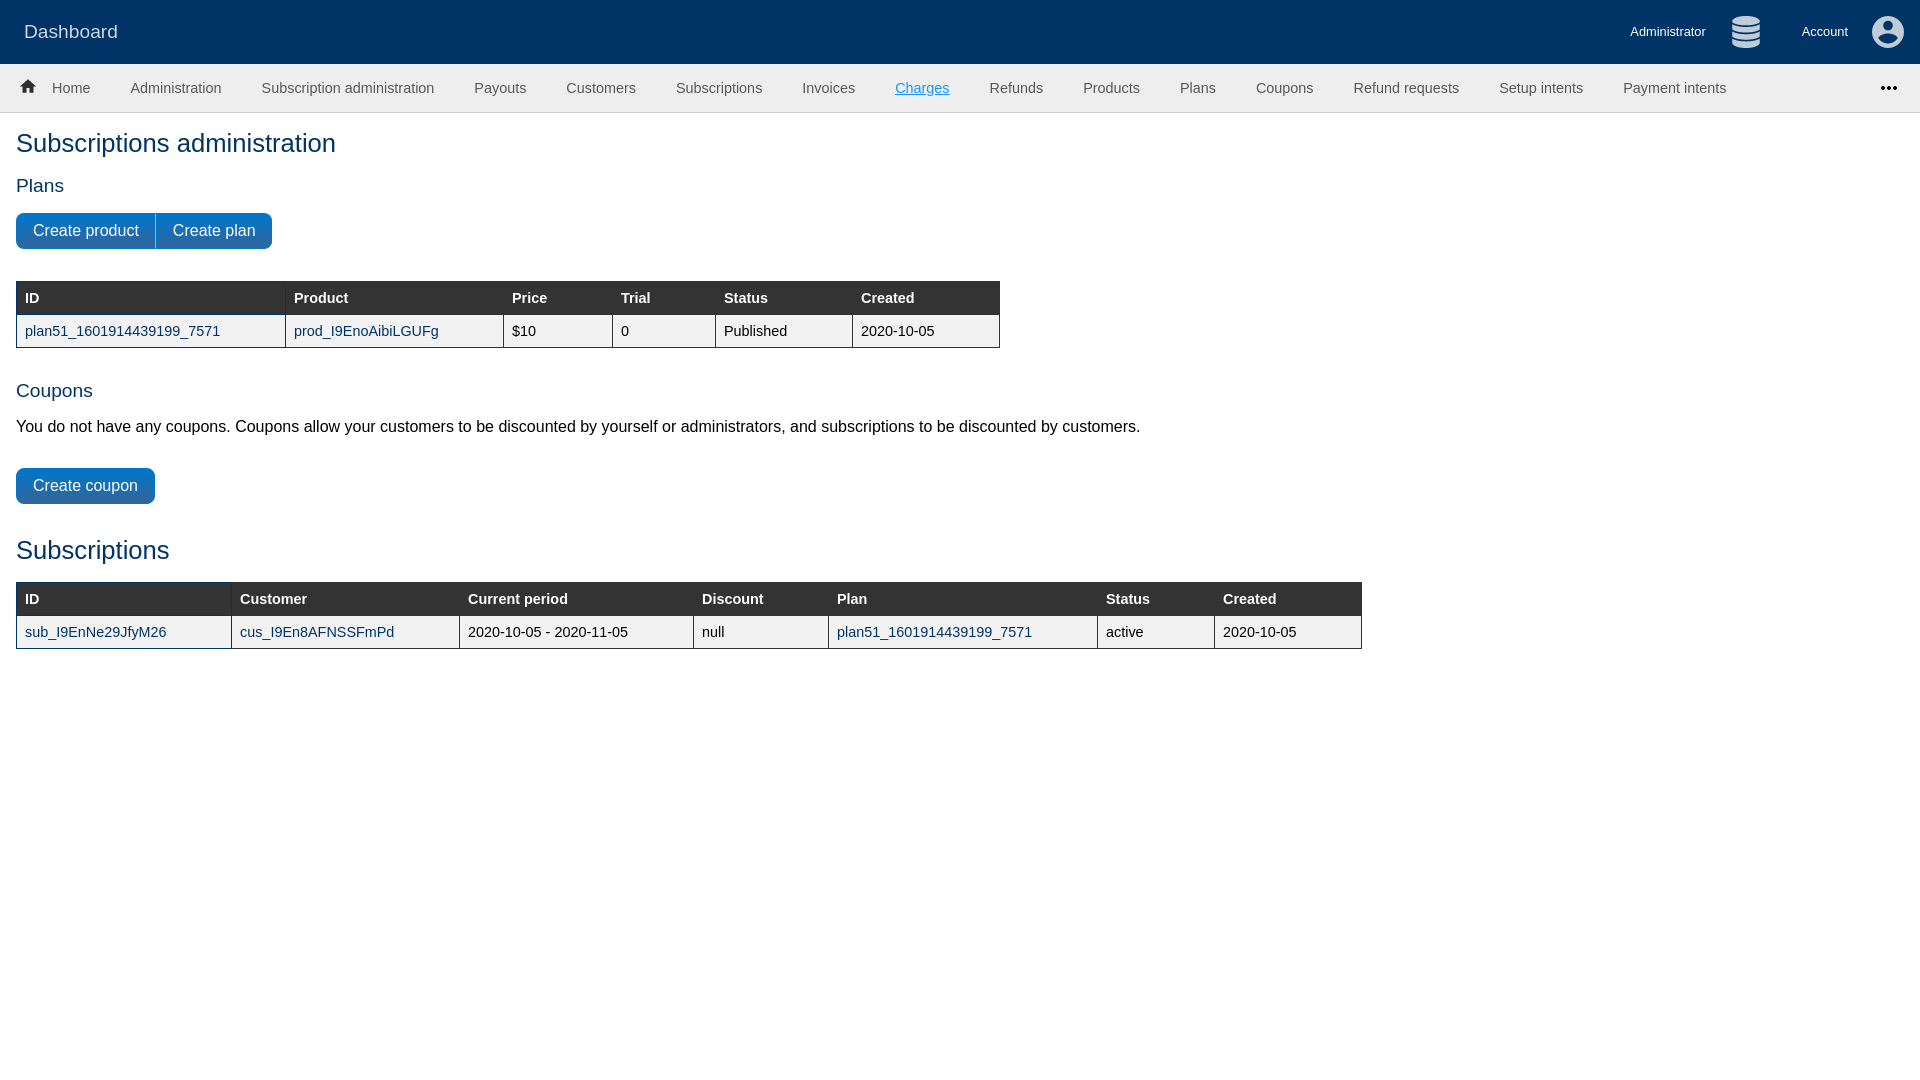 Dashboard Administrator Account
Home Administration Subscription administration Payouts Customers Subscriptions Invoices Charges Refunds Products Plans Coupons Refund requests Setup intents Payment intents
Subscriptions administration
Plans
Create product Create plan
ID Product Price Trial Status Created
plan51_1601914439199_7571 prod_I9EnoAibiLGUFg $10 0 Published 2020-10-05
Coupons
You do not have any coupons. Coupons allow your customers to be discounted by yourself or administrators, and subscriptions to be discounted by customers.
Create coupon
Subscriptions
ID Customer Current period Discount Plan Status Created
sub_I9EnNe29JfyM26 cus_I9En8AFNSSFmPd 2020-10-05 - 2020-11-05 null plan51_1601914439199_7571 active 2020-10-05